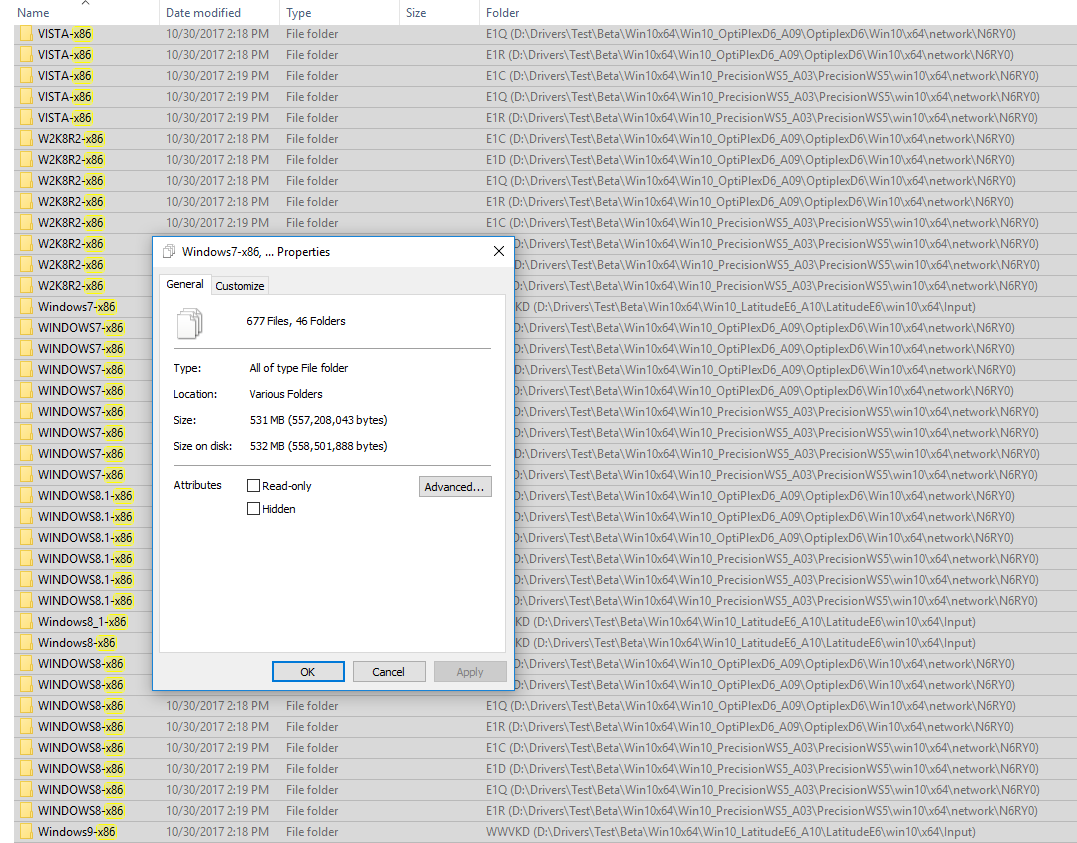 Name Date modified Type Size Folder
VISTA-x86 10/30/2017 2:18 PM File folder E1Q (D:\Drivers\Test\Beta\Win10x64\Win10_OptiPlexD6_A09\OptiplexD6\Win10\x64\network\N6RY0)
VISTA-x86 10/30/2017 2:18 PM File folder E1R (D:\Drivers\Test\Beta\Win10x64\Win10_OptiPlexD6_A09\OptiplexD6\Win10\x64\network\N6RY0)
VISTA-x86 10/30/2017 2:19 PM File folder E1C (D:\Drivers\Test\Beta\Win10x64\Win10_PrecisionWS5_A03\PrecisionWS5\win10\x64\network\N6RY0)
VISTA-x86 10/30/2017 2:19 PM File folder E1Q (D:\Drivers\Test\Beta\Win10x64\Win10_PrecisionWS5_A03\PrecisionWS5\win10\x64\network\N6RY0)
VISTA-x86 10/30/2017 2:19 PM File folder E1R (D:\Drivers\Test\Beta\Win10x64\Win10_PrecisionWS5_A03\PrecisionWS5\win10\x64\network\N6RY0)
W2K8R2-x86 10/30/2017 2:18 PM File folder E1C (D:\Drivers\Test\Beta\Win10x64\Win10_OptiPlexD6_A09\OptiplexD6\Win10\x64\network\N6RY0)
W2K8R2-x86 10/30/2017 2:18 PM File folder E1D (D:\Drivers\Test\Beta\Win10x64\Win10_OptiPlexD6_A09\OptiplexD6\Win10\x64\network\N6RY0)
W2K8R2-x86 10/30/2017 2:18 PM File folder E1Q (D:\Drivers\Test\Beta\Win10x64\Win10_OptiPlexD6_A09\OptiplexD6\Win10\x64\network\N6RY0)
W2K8R2-x86 10/30/2017 2:18 PM File folder E1R (D:\Drivers\Test\Beta\Win10x64\Win10_OptiPlexD6_A09\OptiplexD6\Win10\x64\network\N6RY0)
W2K8R2-x86 10/30/2017 2:19 PM File folder E1C (D:\Drivers\Test\Beta\Win10x64\Win10_PrecisionWS5_A03\PrecisionWS5\win10\x64\network\N6RY0)
W2K8R2-x86 D:\Drivers\Test\Beta\Win10x64\Win10_PrecisionWS5_A03\PrecisionWS5\win10\x64\network\N6RY0)
W2K8R2-x86 D:\Drivers\Test\Beta\Win10x64\Win10_PrecisionWS5_A03\PrecisionWS5\win10\x64\network\N6RY0)
W2K8R2-x86 D:\Drivers\Test\Beta\Win10x64\Win10_PrecisionWS5_A03\PrecisionWS5\win10\x64\network\N6RY0)
Windows7-x86 KD (D:\Drivers\Test\Beta\Win10x64\Win10_LatitudeE6_A10\LatitudeE6\win10\x64\Input)
WINDOWS7-x86 D:\Drivers\Test\Beta\Win10x64\Win10_OptiPlexD6_A09\OptiplexD6\Win10\x64\network\N6RY0)
WINDOWS7-x86 D:\Drivers\Test\Beta\Win10x64\Win10_OptiPlexD6_A09\OptiplexD6\Win10\x64\network\N6RY0)
WINDOWS7-x86 D:\Drivers\Test\Beta\Win10x64\Win10_OptiPlexD6_A09\OptiplexD6\Win10\x64\network\N6RY0)
WINDOWS7-x86 D:\Drivers\Test\Beta\Win10x64\Win10_OptiPlexD6_A09\OptiplexD6\Win10\x64\network\N6RY0)
WINDOWS7-x86 D:\Drivers\Test\Beta\Win10x64\Win10_PrecisionWS5_A03\PrecisionWS5\win10\x64\network\N6RY0)
WINDOWS7-x86 D:\Drivers\Test\Beta\Win10x64\Win10_PrecisionWS5_A03\PrecisionWS5\win10\x64\network\N6RY0)
WINDOWS7-x86 D:\Drivers\Test\Beta\Win10x64\Win10_PrecisionWS5_A03\PrecisionWS5\win10\x64\network\N6RY0)
WINDOWS7-x86 D:\Drivers\Test\Beta\Win10x64\Win10_PrecisionWS5_A03\PrecisionWS5\win10\x64\network\N6RY0)
WINDOWS8.1-x86 D:\Drivers\Test\Beta\Win10x64\Win10_OptiPlexD6_A09\OptiplexD6\Win10\x64\network\N6RY0)
WINDOWS8.1-x86 D:\Drivers\Test\Beta\Win10x64\Win10_OptiPlexD6_A09\OptiplexD6\Win10\x64\network\N6RY0)
WINDOWS8.1-x86 D:\Drivers\Test\Beta\Win10x64\Win10_OptiPlexD6_A09\OptiplexD6\Win10\x64\network\N6RY0)
WINDOWS8.1-x86 D:\Drivers\Test\Beta\Win10x64\Win10_PrecisionWS5_A03\PrecisionWS5\win10\x64\network\N6RY0)
WINDOWS8.1-x86 D:\Drivers\Test\Beta\Win10x64\Win10_PrecisionWS5_A03\PrecisionWS5\win10\x64\network\N6RY0)
WINDOWS8.1-x86 D:\Drivers\Test\Beta\Win10x64\Win10_PrecisionWS5_A03\PrecisionWS5\win10\x64\network\N6RY0)
Windows8_1-x86 KD (D:\Drivers\Test\Beta\Win10x64\Win10_LatitudeE6_A10\LatitudeE6\win10\x64\Input)
Windows8-x86 KD (D:\Drivers\Test\Beta\Win10x64\Win10_LatitudeE6_A10\LatitudeE6\win10\x64\Input)
WINDOWS8-x86 D:\Drivers\Test\Beta\Win10x64\Win10_OptiPlexD6_A09\OptiplexD6\Win10\x64\network\N6RY0)
WINDOWS8-x86 D:\Drivers\Test\Beta\Win10x64\Win10_OptiPlexD6_A09\OptiplexD6\Win10\x64\network\N6RY0)
WINDOWS8-x86 10/30/2017 2:18 PM File folder E1Q (D:\Drivers\Test\Beta\Win10x64\Win10_OptiPlexD6_A09\OptiplexD6\Win10\x64\network\N6RY0)
WINDOWS8-x86 10/30/2017 2:18 PM File folder E1R (D:\Drivers\Test\Beta\Win10x64\Win10_OptiPlexD6_A09\OptiplexD6\Win10\x64\network\N6RY0)
WINDOWS8-x86 10/30/2017 2:19 PM File folder E1C (D:\Drivers\Test\Beta\Win10x64\Win10_PrecisionWS5_A03\PrecisionWS5\win10\x64\network\N6RY0)
WINDOWS8-x86 10/30/2017 2:19 PM File folder E1D (D:\Drivers\Test\Beta\Win10x64\Win10_PrecisionWS5_A03\PrecisionWS5\win10\x64\network\N6RY0)
WINDOWS8-x86 10/30/2017 2:19 PM File folder E1Q (D:\Drivers\Test\Beta\Win10x64\Win10_PrecisionWS5_A03\PrecisionWS5\win10\x64\network\N6RY0)
WINDOWS8-x86 10/30/2017 2:19 PM File folder E1R (D:\Drivers\Test\Beta\Win10x64\Win10_PrecisionWS5_A03\PrecisionWS5\win10\x64\network\N6RY0)
Windows9-x86 10/30/2017 2:18 PM File folder WWVKD (D:\Drivers\Test\Beta\Win10x64\Win10_LatitudeE6_A10\LatitudeE6\win10\x64\Input)
Windows7-x86, ... Properties
General Customize
677 Files, 46 Folders
Type: All of type File folder
Location: Various Folders
Size: 531 MB (557,208,043 bytes)
Size on disk: 532 MB (558,501,888 bytes)
Attributes Read-only Advanced...
Hidden
OK Cancel Apply